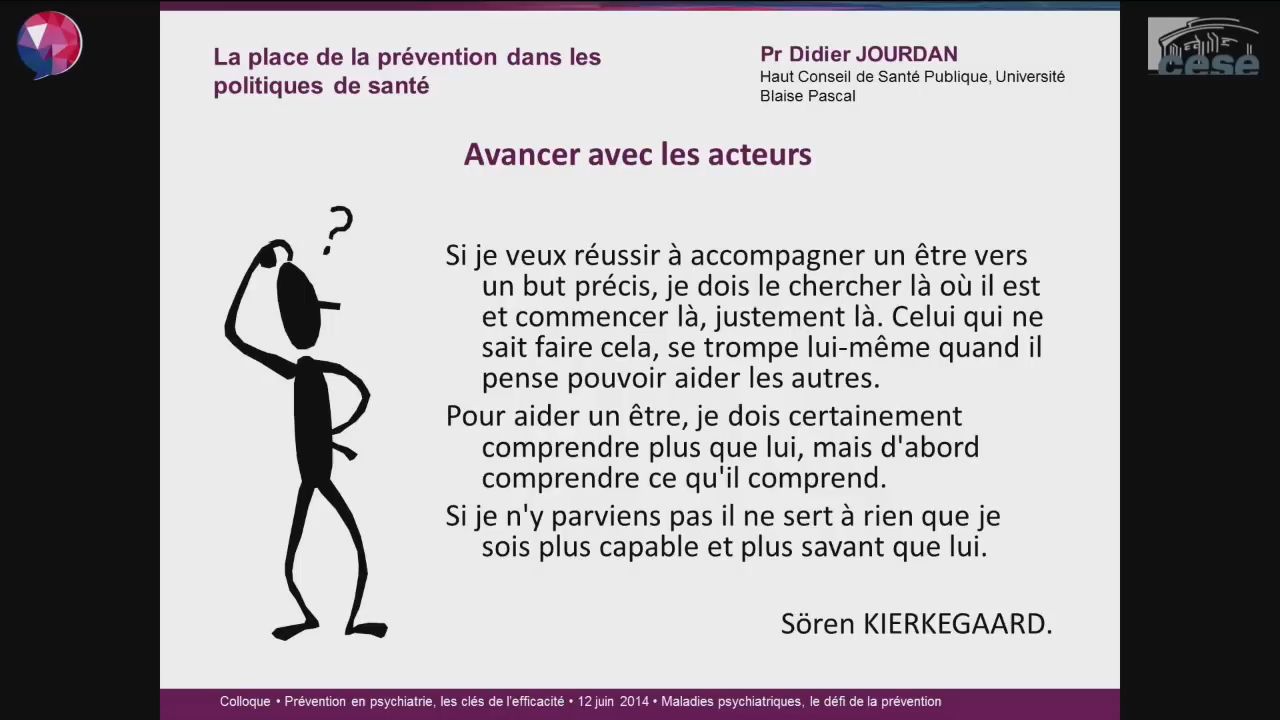 La place de la prévention dans les
politiques de santé
Pr Didier JOURDAN
Haut Conseil de Santé Publique, Université
Blaise Pascal
cese
Avancer avec les acteurs
?
Si je veux réussir à accompagner un être vers
un but précis, je dois le chercher là où il est
et commencer là, justement là. Celui qui ne
sait faire cela, se trompe lui-même quand il
pense pouvoir aider les autres.
Pour aider un être, je dois certainement
comprendre plus que lui, mais d'abord
comprendre ce qu'il comprend.
Si je n'y parviens pas il ne sert à rien que je
sois plus capable et plus savant que lui.
Sören KIERKEGAARD.
Colloque • Prévention en psychiatrie, les clés de l'efficacité • 12 juin 2014 • Maladies psychiatriques, le défi de la prévention